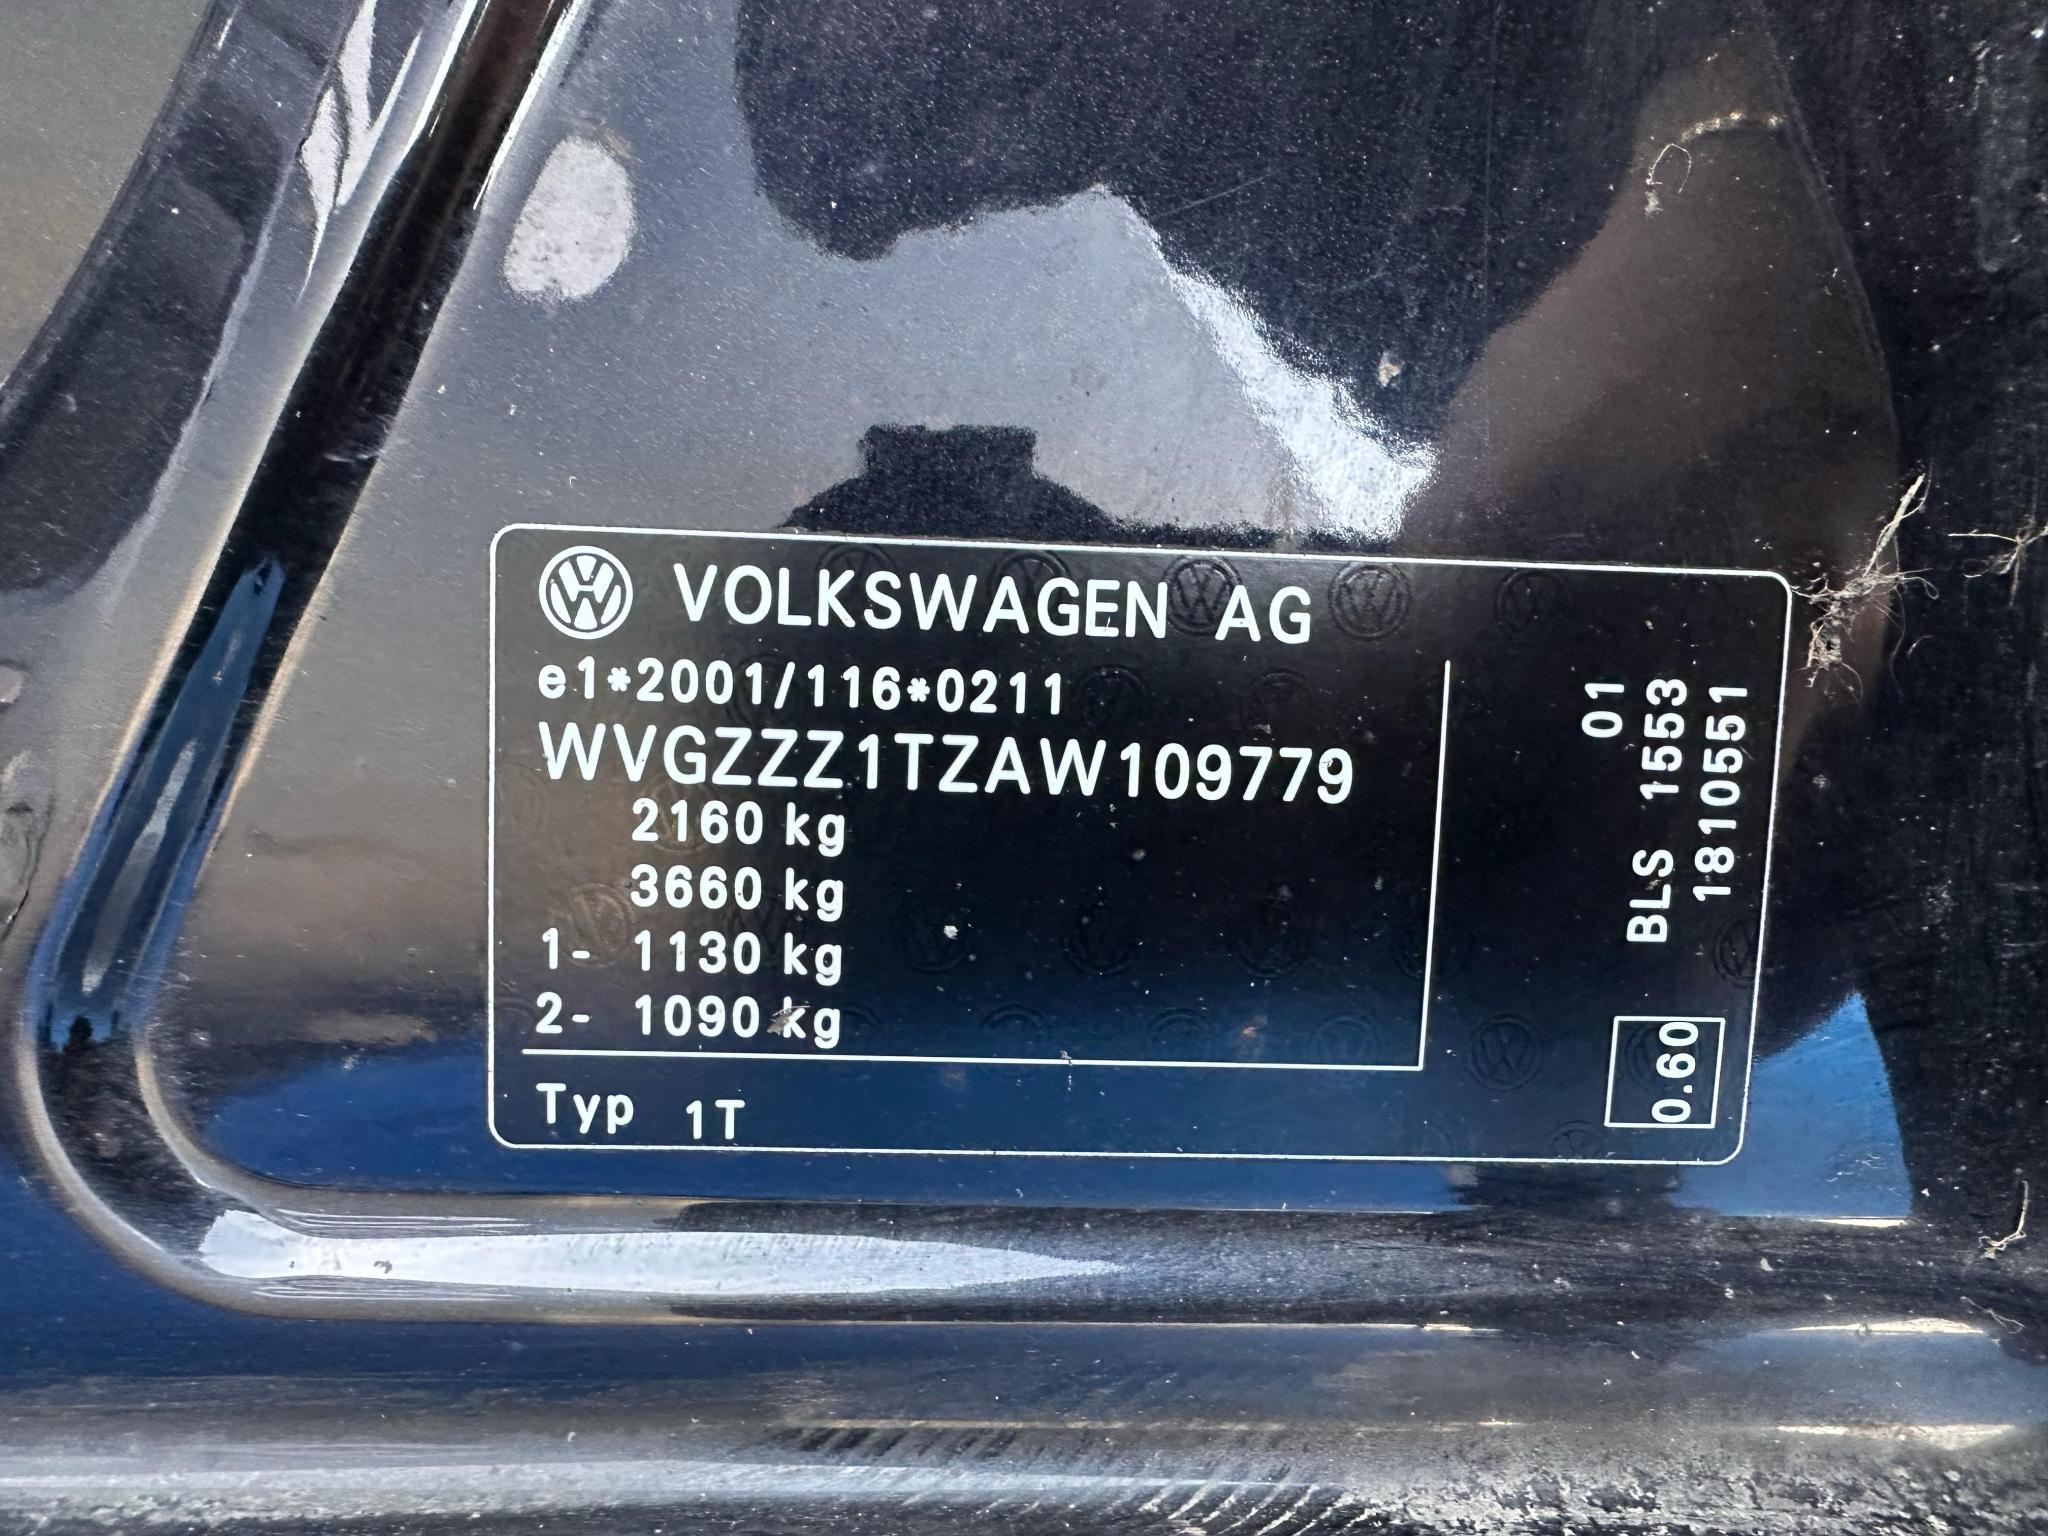 VOLKSWAGEN AG
e1*2001/116*0211
WVGZZZ1TZAW109779
2160 kg
3660 kg
1- 1130 kg
2- 1090 kg
Typ 1T
01
BLS 1553
1810551
0.60